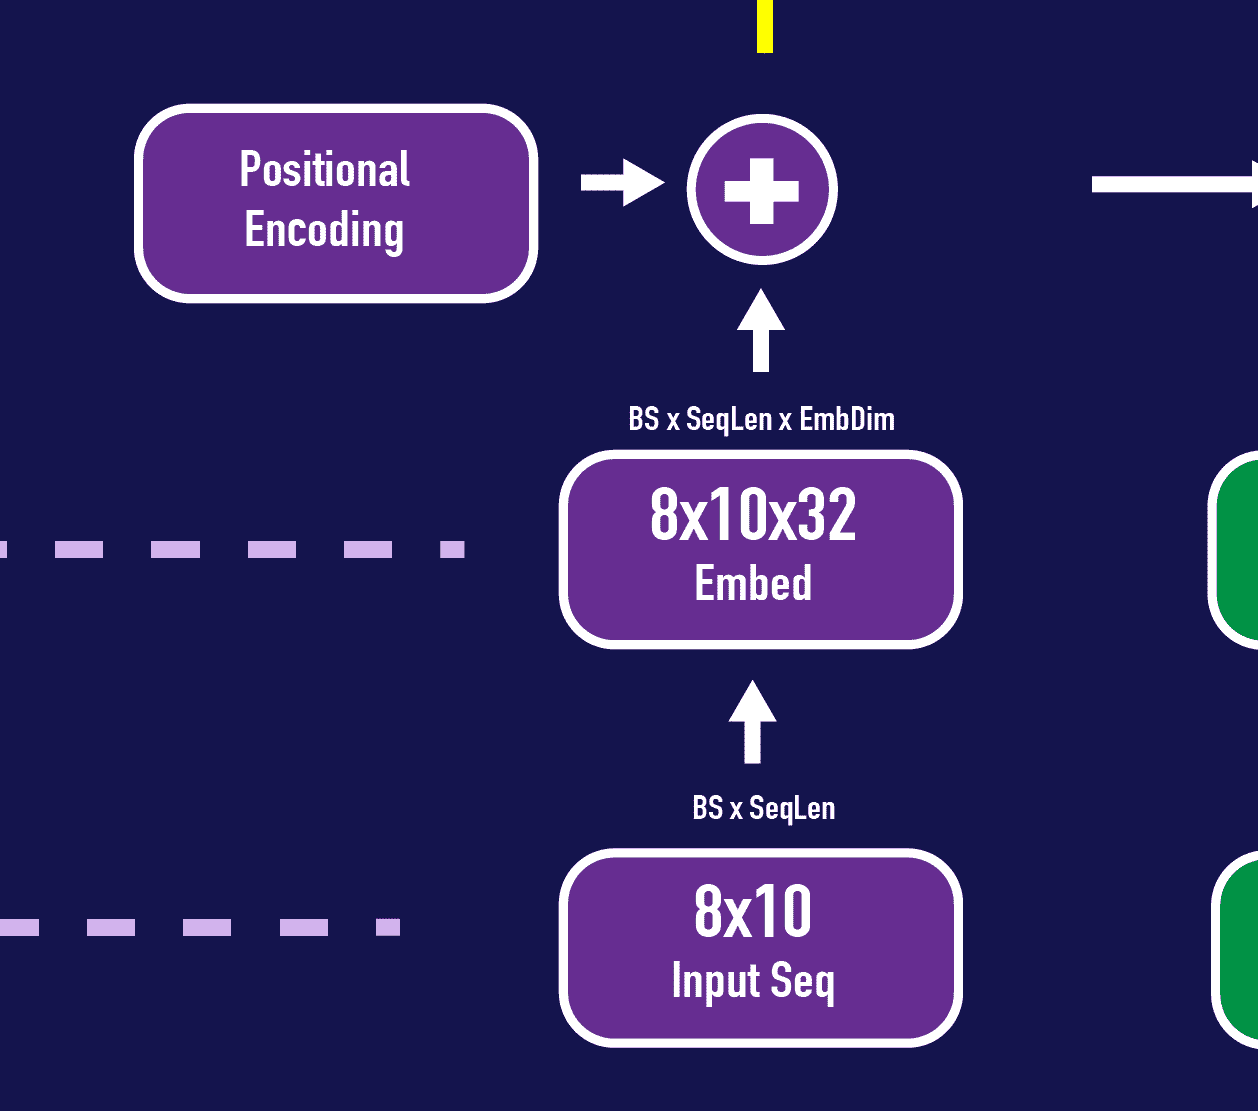 Positional
Encoding
BS x SeqLen x EmbDim
8x10x32
Embed
BS x SeqLen
8x10
Input Seq